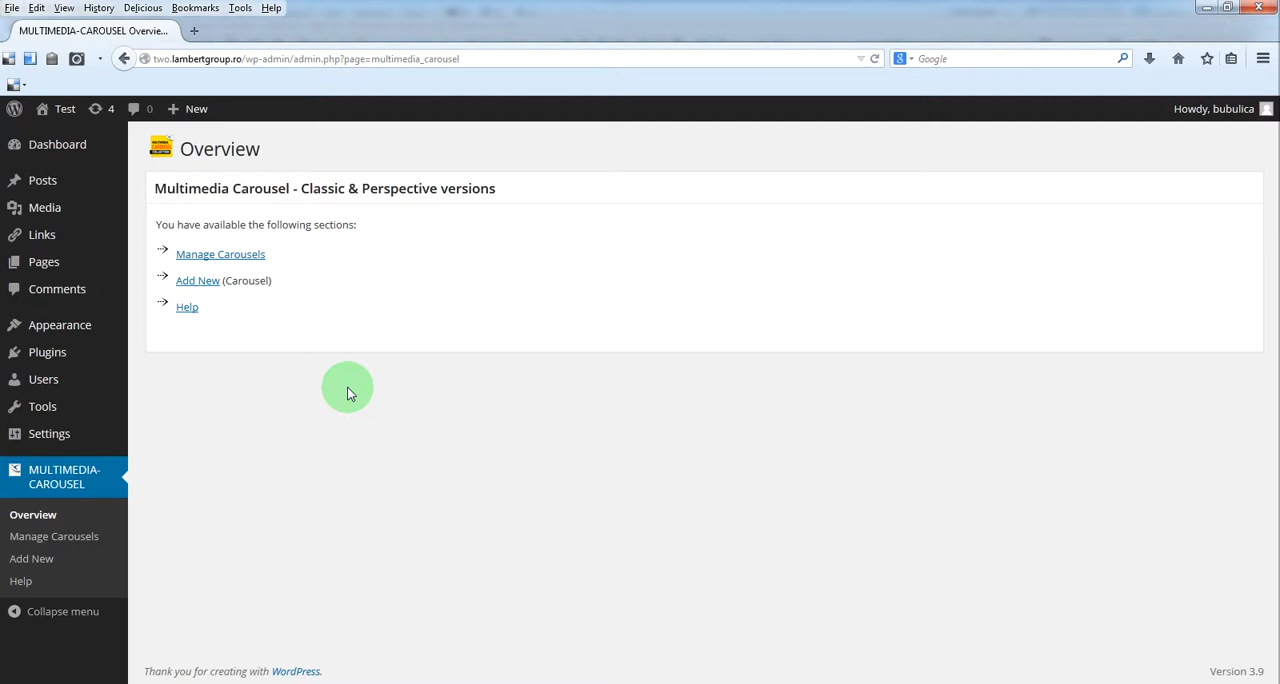 File Edit View History Delicious Bookmarks Tools Help
MULTIMEDIA-CAROUSEL Overvie...
two.lambertgroup.ro/wp-admin/admin.php?page=multimedia_carousel
Google
Test 4 0 New
Howdy, bubulica
Dashboard
Posts
Media
Links
Pages
Comments
Appearance
Plugins
Users
Tools
Settings
MULTIMEDIA-
CAROUSEL
Overview
Manage Carousels
Add New
Help
Collapse menu
Overview
Multimedia Carousel - Classic & Perspective versions
You have available the following sections:
Manage Carousels
Add New (Carousel)
Help
Thank you for creating with WordPress.
Version 3.9